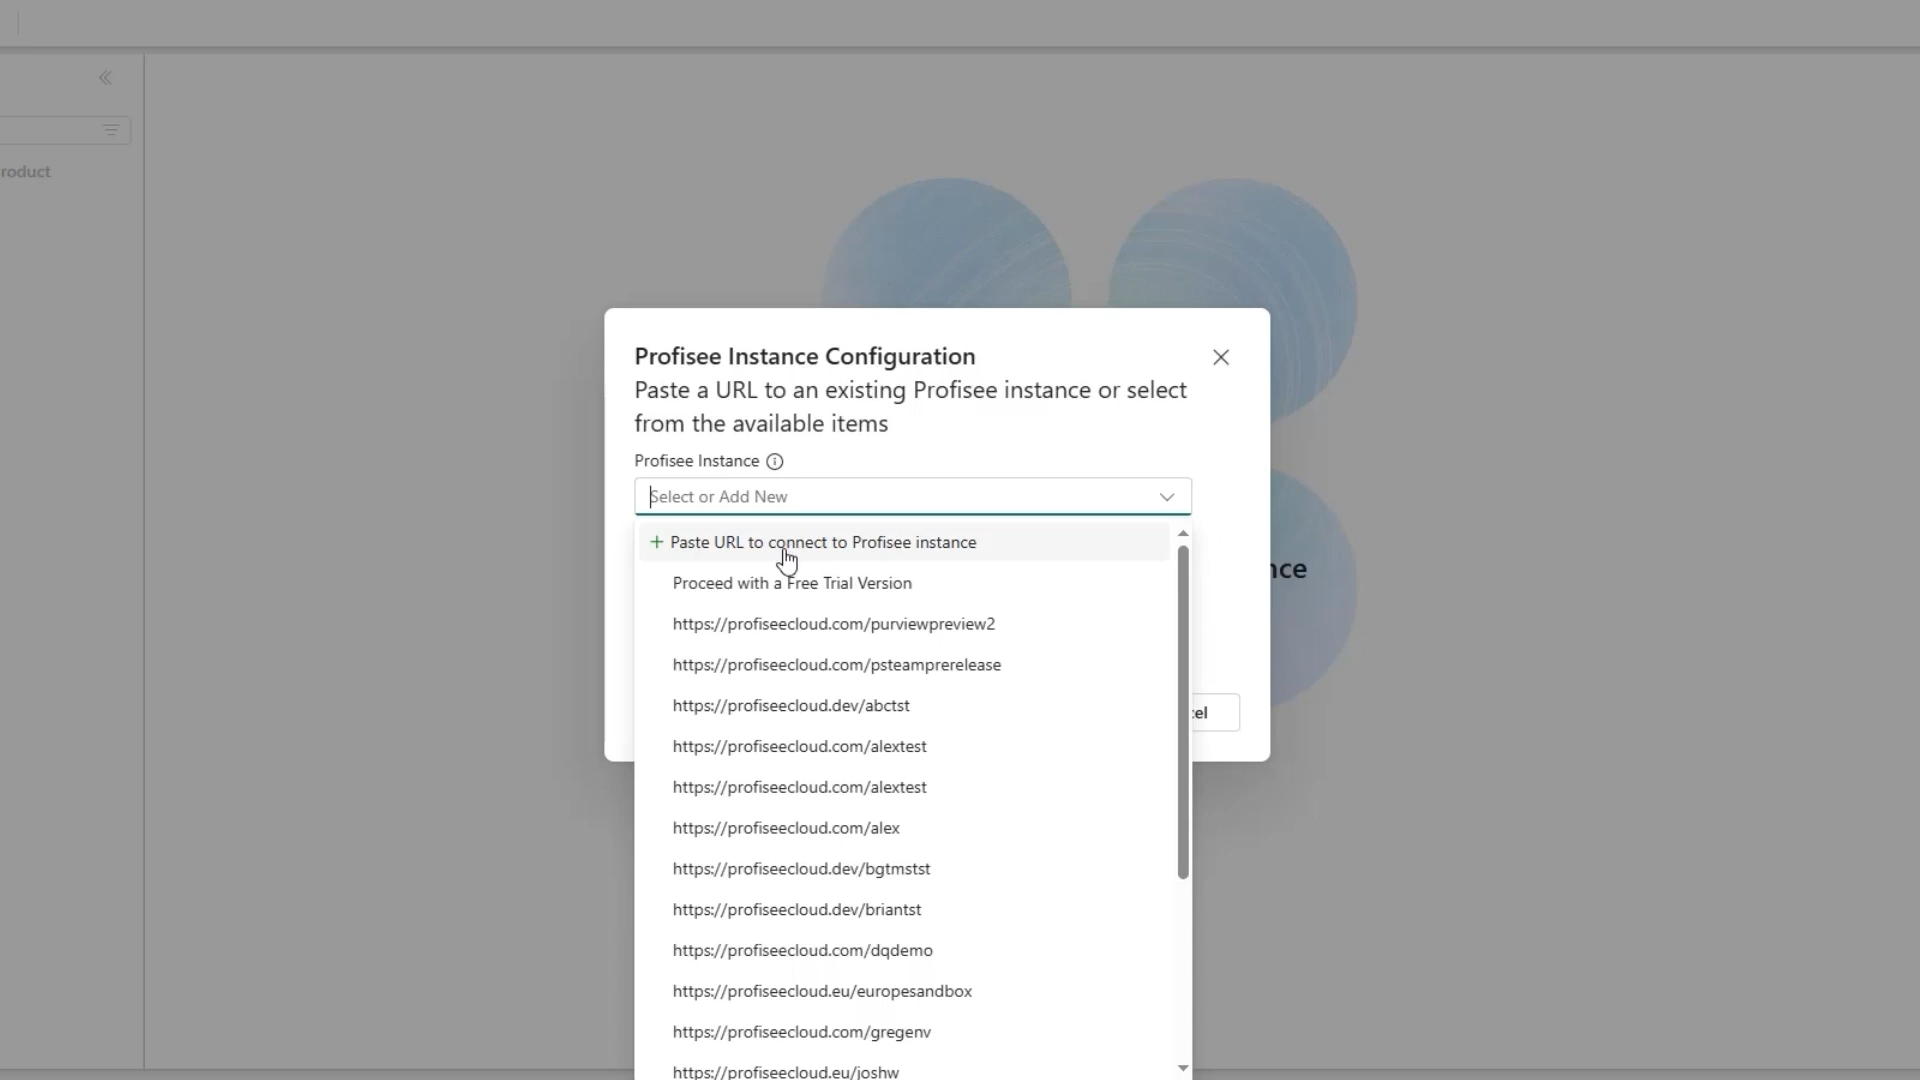 roduct
Profisee Instance Configuration
Paste a URL to an existing Profisee instance or select
from the available items
Profisee Instance
Select or Add New
+ Paste URL to connect to Profisee instance
nce
Proceed with a Free Trial Version
https://profiseecloud.com/purviewpreview2
https://profiseecloud.com/psteamprerelease
https://profiseecloud.dev/abctst
cel
https://profiseecloud.com/alextest
https://profiseecloud.com/alextest
https://profiseecloud.com/alex
https://profiseecloud.dev/bgtmstst
https://profiseecloud.dev/briantst
https://profiseecloud.com/dqdemo
https://profiseecloud.eu/europesandbox
https://profiseecloud.com/gregenv
https://profiseecloud.eu/joshw